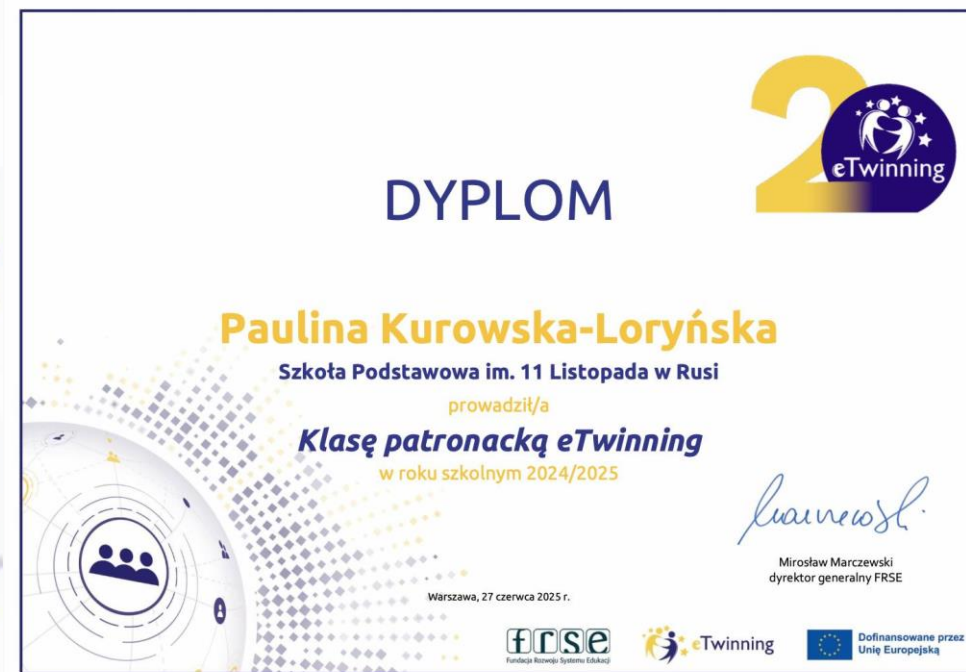 20
eTwinning
DYPLOM
Paulina Kurowska-Loryńska
Szkoła Podstawowa im. 11 Listopada w Rusi
prowadził/a
Klasę patronacką eTwinning
w roku szkolnym 2024/2025
Mirosław Marczewski
dyrektor generalny FRSE
Warszawa, 27 czerwca 2025 r.
frse
Fundacja Rozwoju Systemu Edukacji
eTwinning
Dofinansowane przez
Unię Europejską